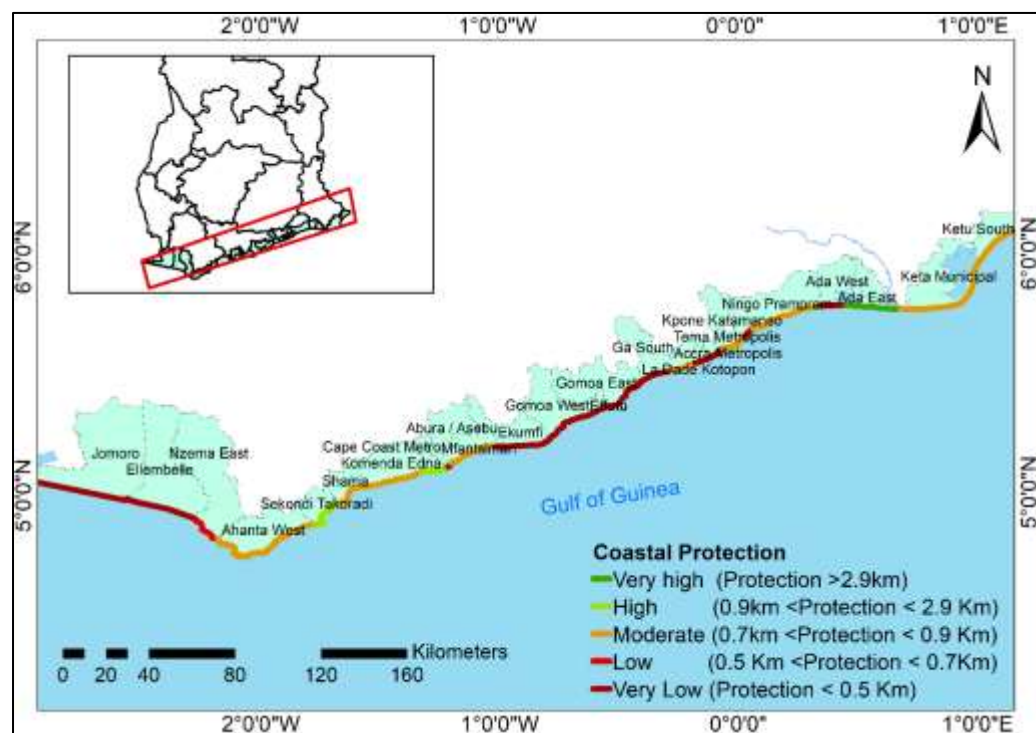 2°0'0"W 1°0'0"W 0°0'0" 1°0'0"E
N
6°0'0"N
6°0'0"N
5°0'0"N
5°0'0"N
Ketu South
Keta Municipal
Ada West
Ada East
Ningo Prampram
Kpone Katamanso
Tema Metropolis
Ga South
Accra Metropolis
La Dade Kotopon
Gomoa East
Gomoa West Effutu
Abura / Asebu
Ekumfi
Cape Coast Metro
Mfantsiman
Komenda Edna
Jomoro
Nzema East
Ellembelle
Shama
Sekondi Takoradi
Ahanta West
Gulf of Guinea
Coastal Protection
Very high (Protection >2.9km)
High (0.9km <Protection < 2.9 Km)
Moderate (0.7km <Protection < 0.9 Km)
Low (0.5 Km <Protection < 0.7Km)
Very Low (Protection < 0.5 Km)
Kilometers
0 20 40 80 120 160
2°0'0"W 1°0'0"W 0°0'0" 1°0'0"E